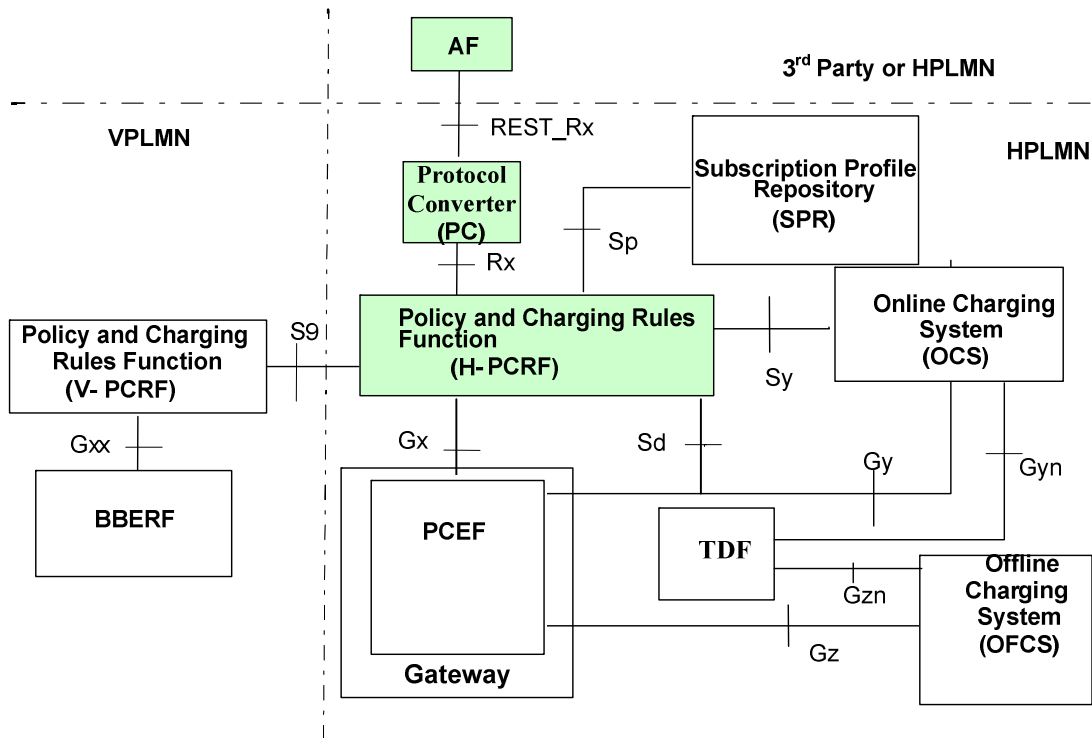 AF
3rd Party or HPLMN
VPLMN
REST_Rx
HPLMN
Protocol
Converter
(PC)
Subscription Profile
Repository
(SPR)
Sp
Rx
Policy and Charging Rules
Function
(H- PCRF)
Online Charging
System
(OCS)
S9
Policy and Charging
Rules Function
(V- PCRF)
Sy
Gxx
Gx
Sd
Gy
Gyn
BBERF
PCEF
TDF
Offline
Charging
System
(OFCS)
Gzn
Gz
Gateway